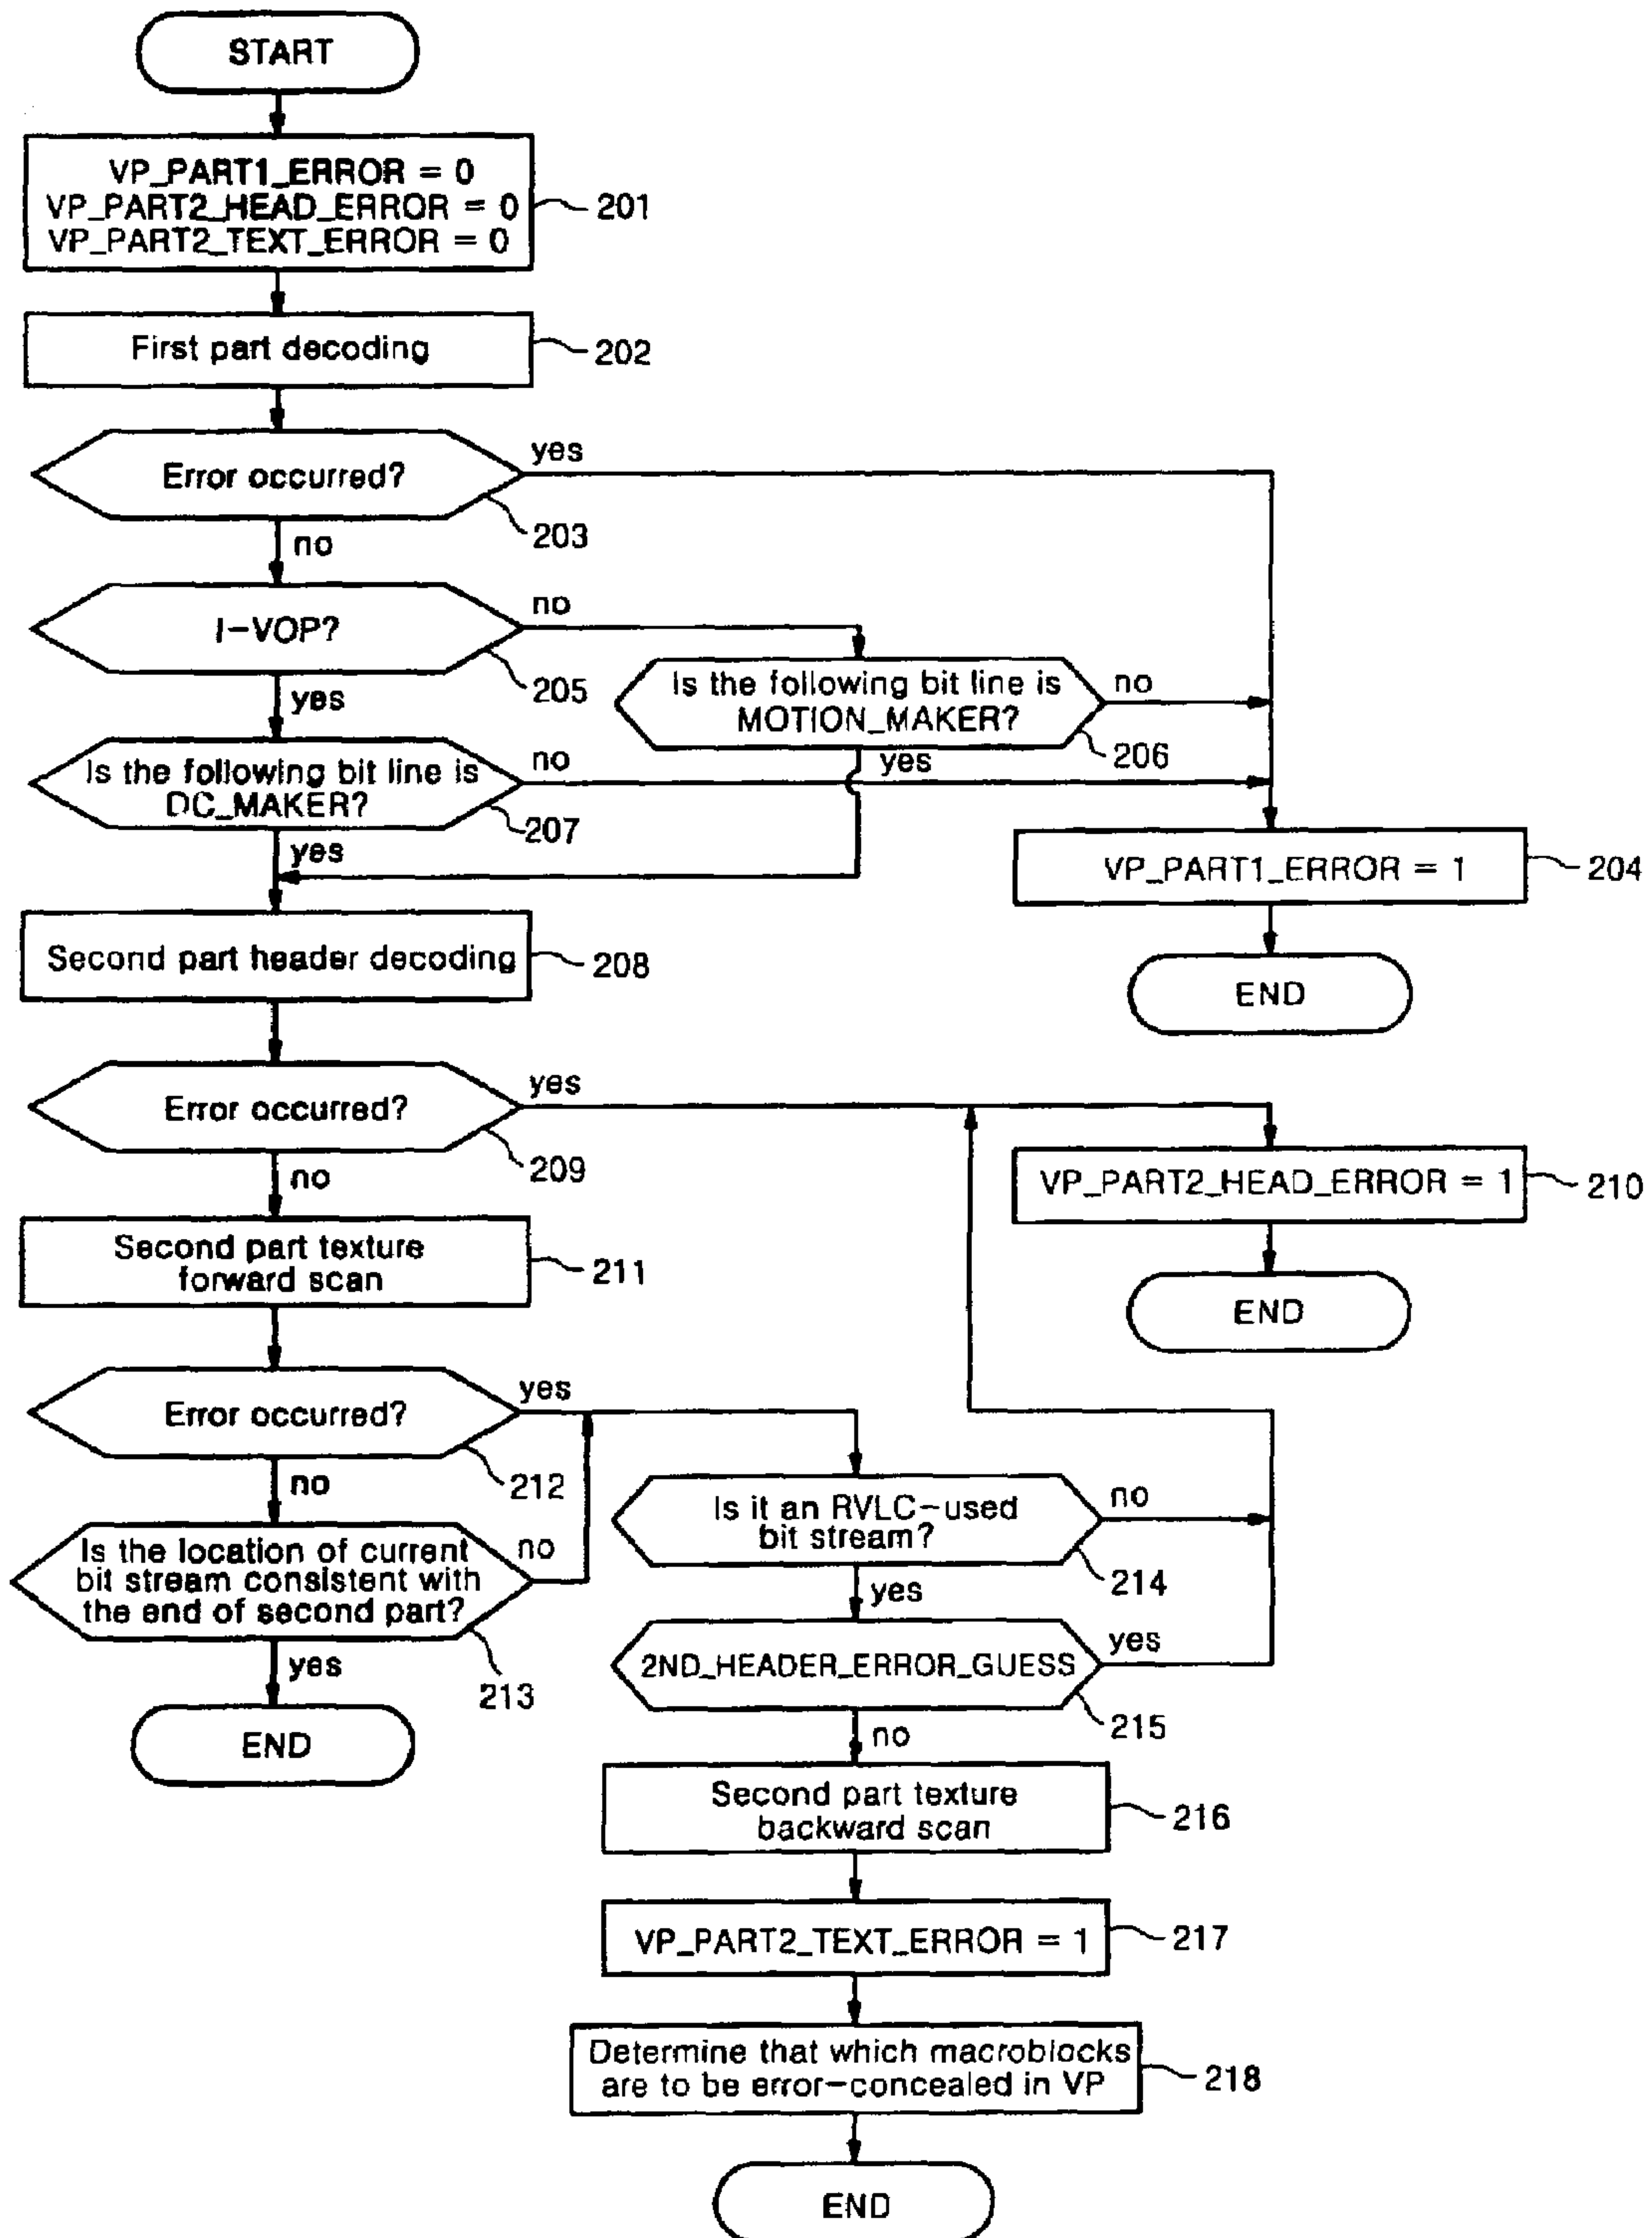 START
VP_PART1_ERROR = 0
VP_PART2_HEAD_ERROR = 0
VP_PART2_TEXT_ERROR = 0
201
First part decoding
202
Error occurred?
yes
203
no
I-VOP?
no
205
yes
Is the following bit line is
MOTION_MAKER?
no
206
yes
Is the following bit line is
DC_MAKER?
no
207
yes
VP_PART1_ERROR = 1
204
END
Second part header decoding
208
Error occurred?
yes
209
no
VP_PART2_HEAD_ERROR = 1
210
END
Second part texture
forward scan
211
Error occurred?
yes
212
no
Is the location of current
bit stream consistent with
the end of second part?
no
213
yes
END
Is it an RVLC-used
bit stream?
no
214
yes
2ND_HEADER_ERROR_GUESS
yes
215
no
Second part texture
backward scan
216
VP_PART2_TEXT_ERROR = 1
217
Determine that which macroblocks
are to be error-concealed in VP
218
END